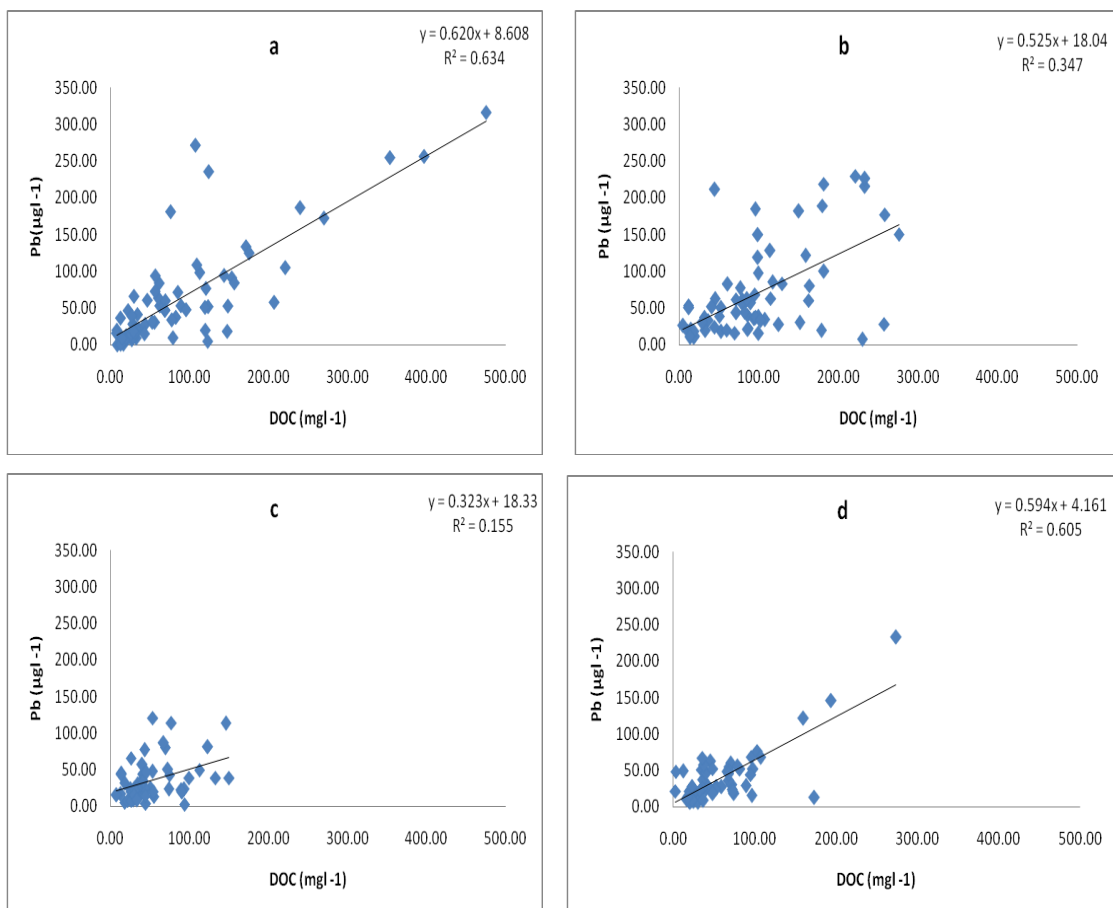 a
y = 0.620x + 8.608
R² = 0.634
350.00
300.00
250.00
200.00
150.00
100.00
50.00
0.00
Pb(µgl -1)
0.00 100.00 200.00 300.00 400.00 500.00
DOC (mgl -1)
b
y = 0.525x + 18.04
R² = 0.347
350.00
300.00
250.00
200.00
150.00
100.00
50.00
0.00
Pb (µgl -1)
0.00 100.00 200.00 300.00 400.00 500.00
DOC (mgl -1)
c
y = 0.323x + 18.33
R² = 0.155
350.00
300.00
250.00
200.00
150.00
100.00
50.00
0.00
Pb (µgl -1)
0.00 100.00 200.00 300.00 400.00 500.00
DOC (mgl -1)
d
y = 0.594x + 4.161
R² = 0.605
350.00
300.00
250.00
200.00
150.00
100.00
50.00
0.00
Pb (µgl -1)
0.00 100.00 200.00 300.00 400.00 500.00
DOC (mgl -1)